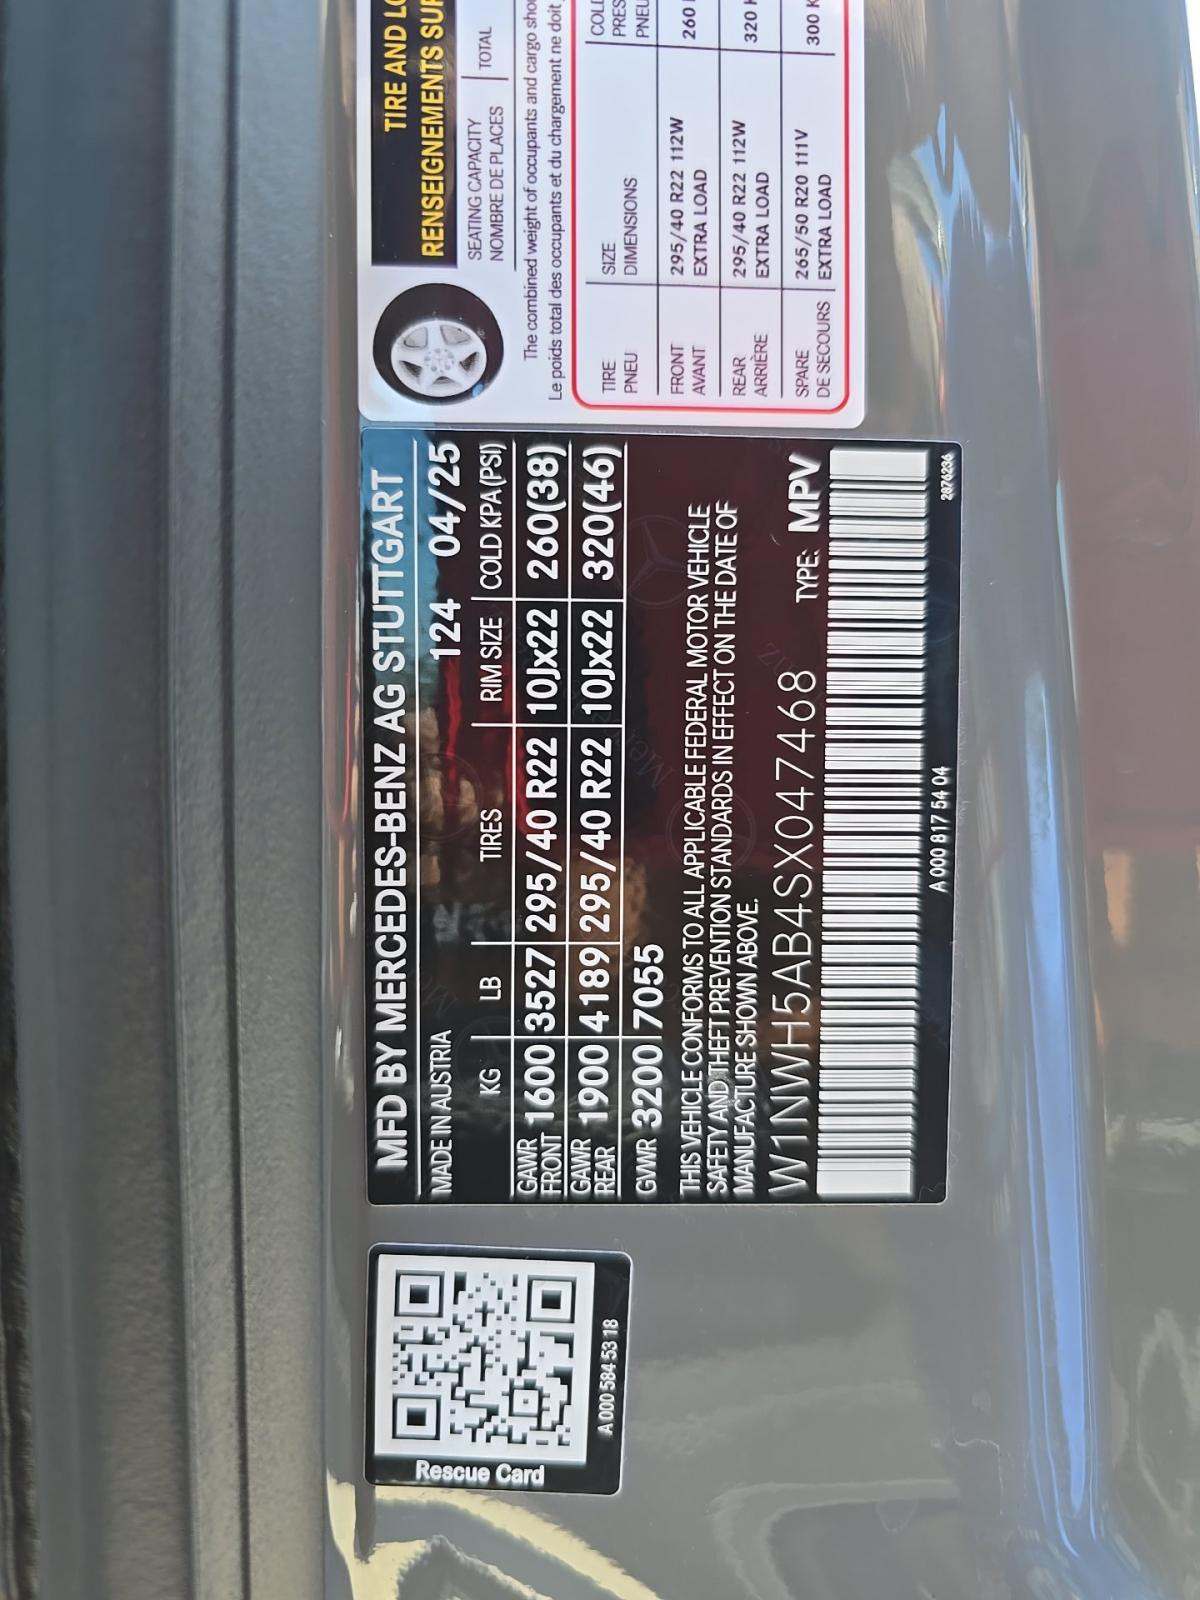 MFD BY MERCEDES-BENZ AG STUTTGART
MADE IN AUSTRIA 124 04/25
KG LB TIRES RIM SIZE COLD KPA(PSI)
GAWR FRONT 1600 3527 295/40 R22 10Jx22 260(38)
GAWR REAR 1900 4189 295/40 R22 10Jx22 320(46)
GVWR 3200 7055
THIS VEHICLE CONFORMS TO ALL APPLICABLE FEDERAL MOTOR VEHICLE
SAFETY AND THEFT PREVENTION STANDARDS IN EFFECT ON THE DATE OF
MANUFACTURE SHOWN ABOVE.
W1NWH5AB4SX047468 TYPE: MPV
A 000 817 54 04
2876236
Rescue Card
A 000 584 53 18
TIRE AND LO
RENSEIGNEMENTS SUR
SEATING CAPACITY
NOMBRE DE PLACES
TOTAL
The combined weight of occupants and cargo shou
Le poids total des occupants et du chargement ne doit
TIRE SIZE COLD
PNEU DIMENSIONS PRES
PNEU
FRONT 295/40 R22 112W 260
AVANT EXTRA LOAD
REAR 295/40 R22 112W 320 K
ARRIÈRE EXTRA LOAD
SPARE 265/50 R20 111V 300 K
DE SECOURS EXTRA LOAD